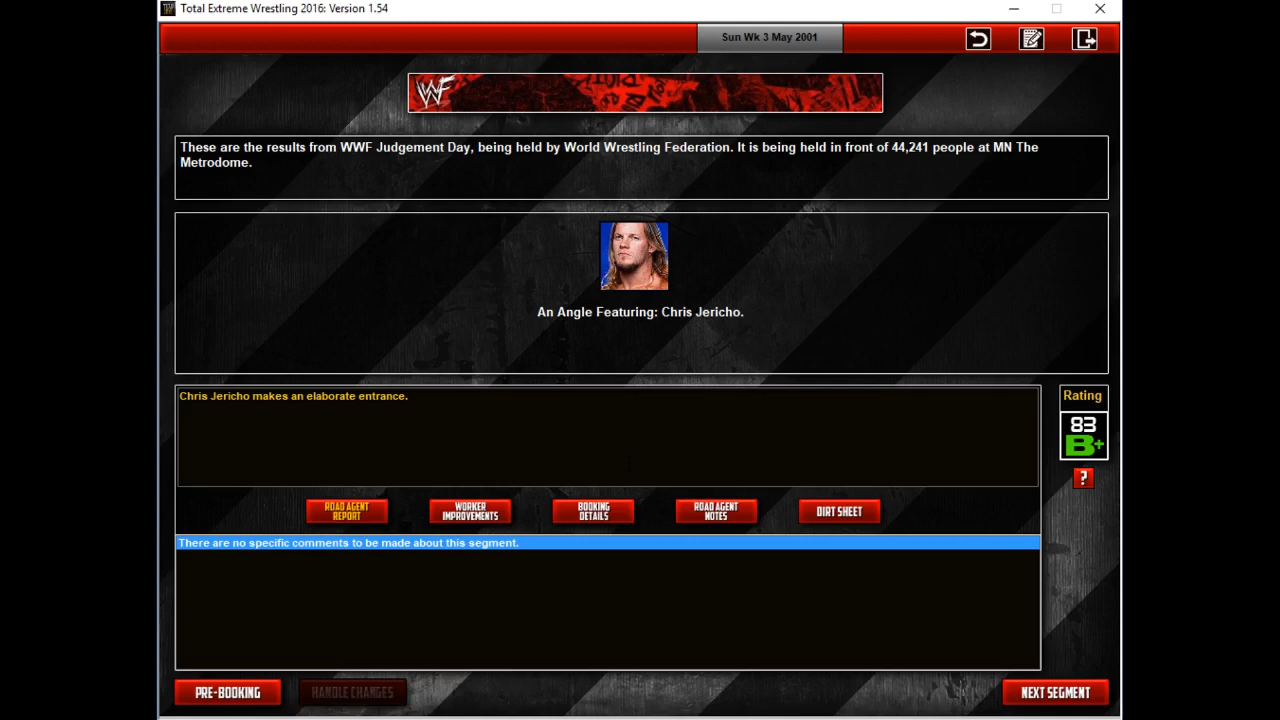 Total Extreme Wrestling 2016: Version 1.54
Sun Wk 3 May 2001
These are the results from WWF Judgement Day, being held by World Wrestling Federation. It is being held in front of 44,241 people at MN The
Metrodome.
An Angle Featuring: Chris Jericho.
Chris Jericho makes an elaborate entrance.
Rating
83
B+
?
ROAD AGENT
REPORT
WORKER
IMPROVEMENTS
BOOKING
DETAILS
ROAD AGENT
NOTES
DIRT SHEET
There are no specific comments to be made about this segment.
PRE-BOOKING
HANDLE CHANGES
NEXT SEGMENT